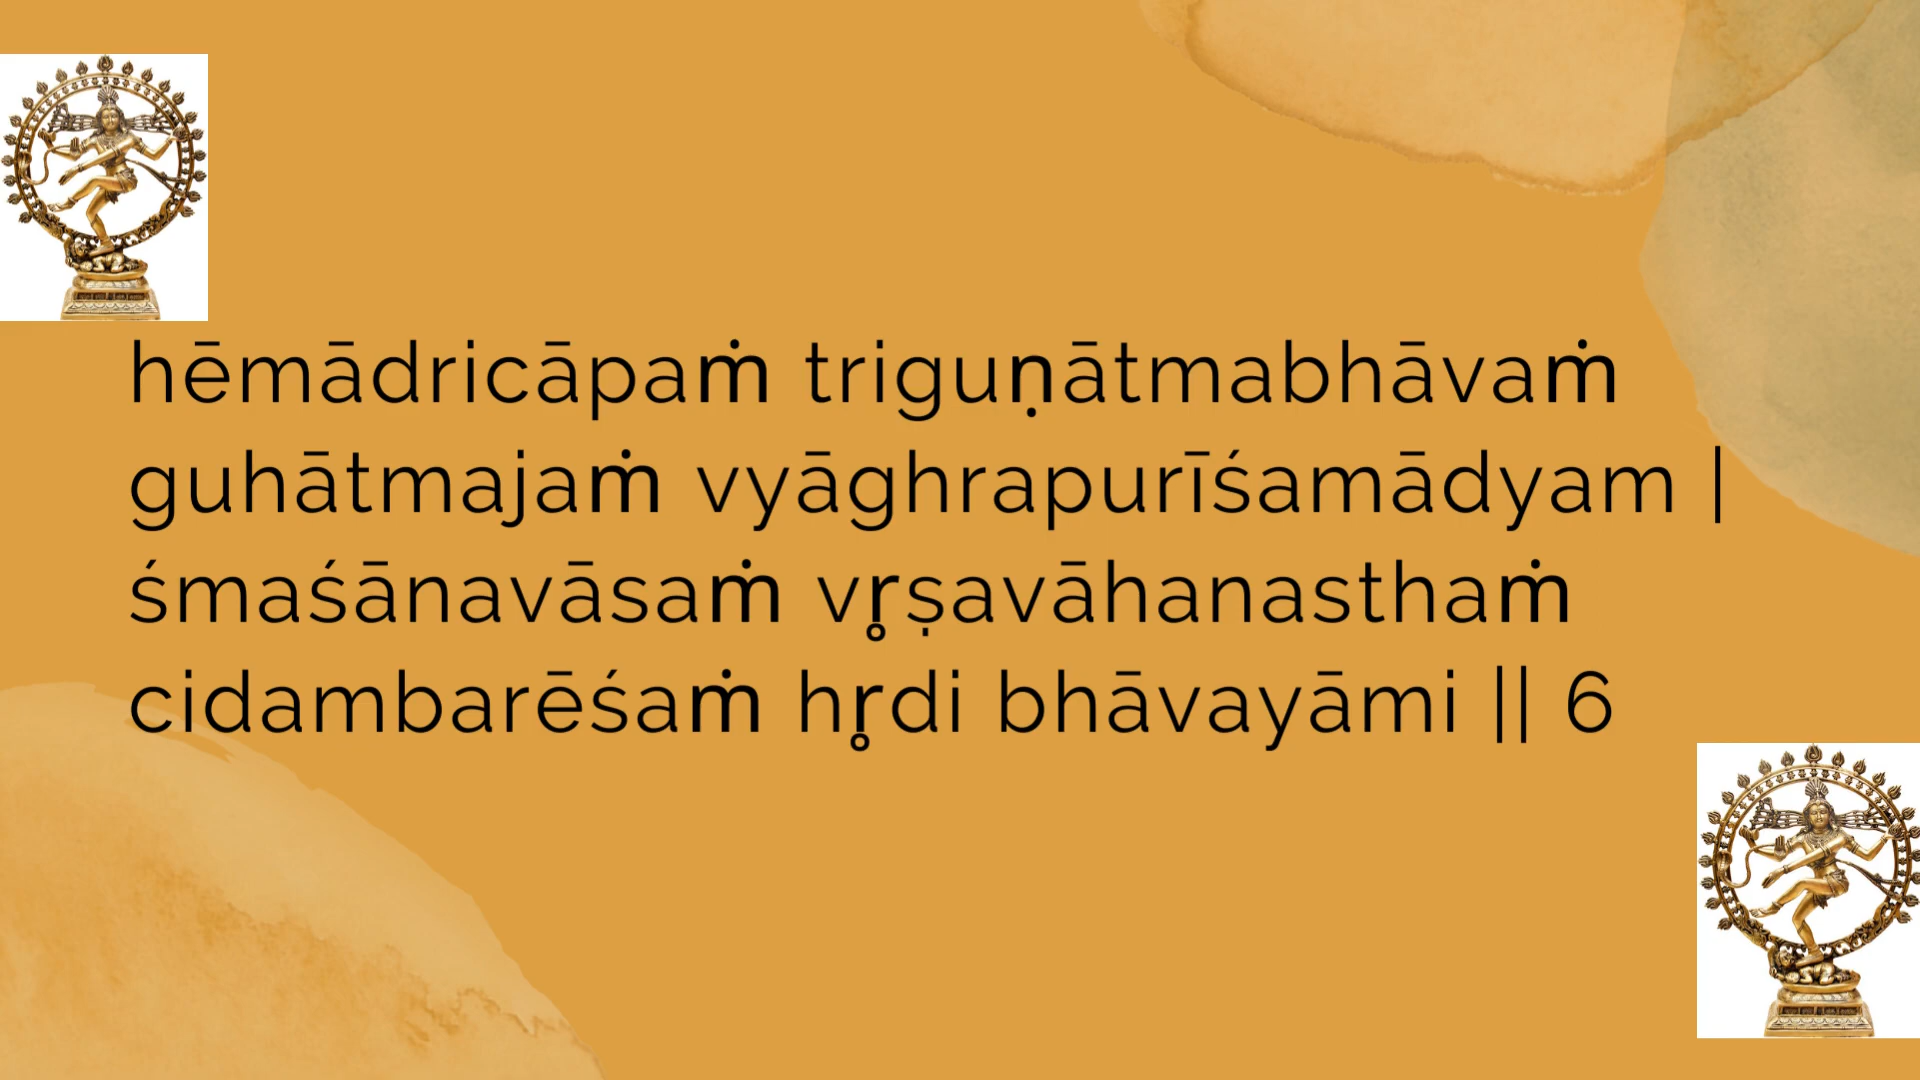 hēmādricāpaṁ triguṇātmabhāvaṁ
guhātmajaṁ vyāghrapurīśamādyam |
śmaśānavāsaṁ vr̥ṣavāhanasthaṁ
cidambarēśaṁ hr̥di bhāvayāmi || 6